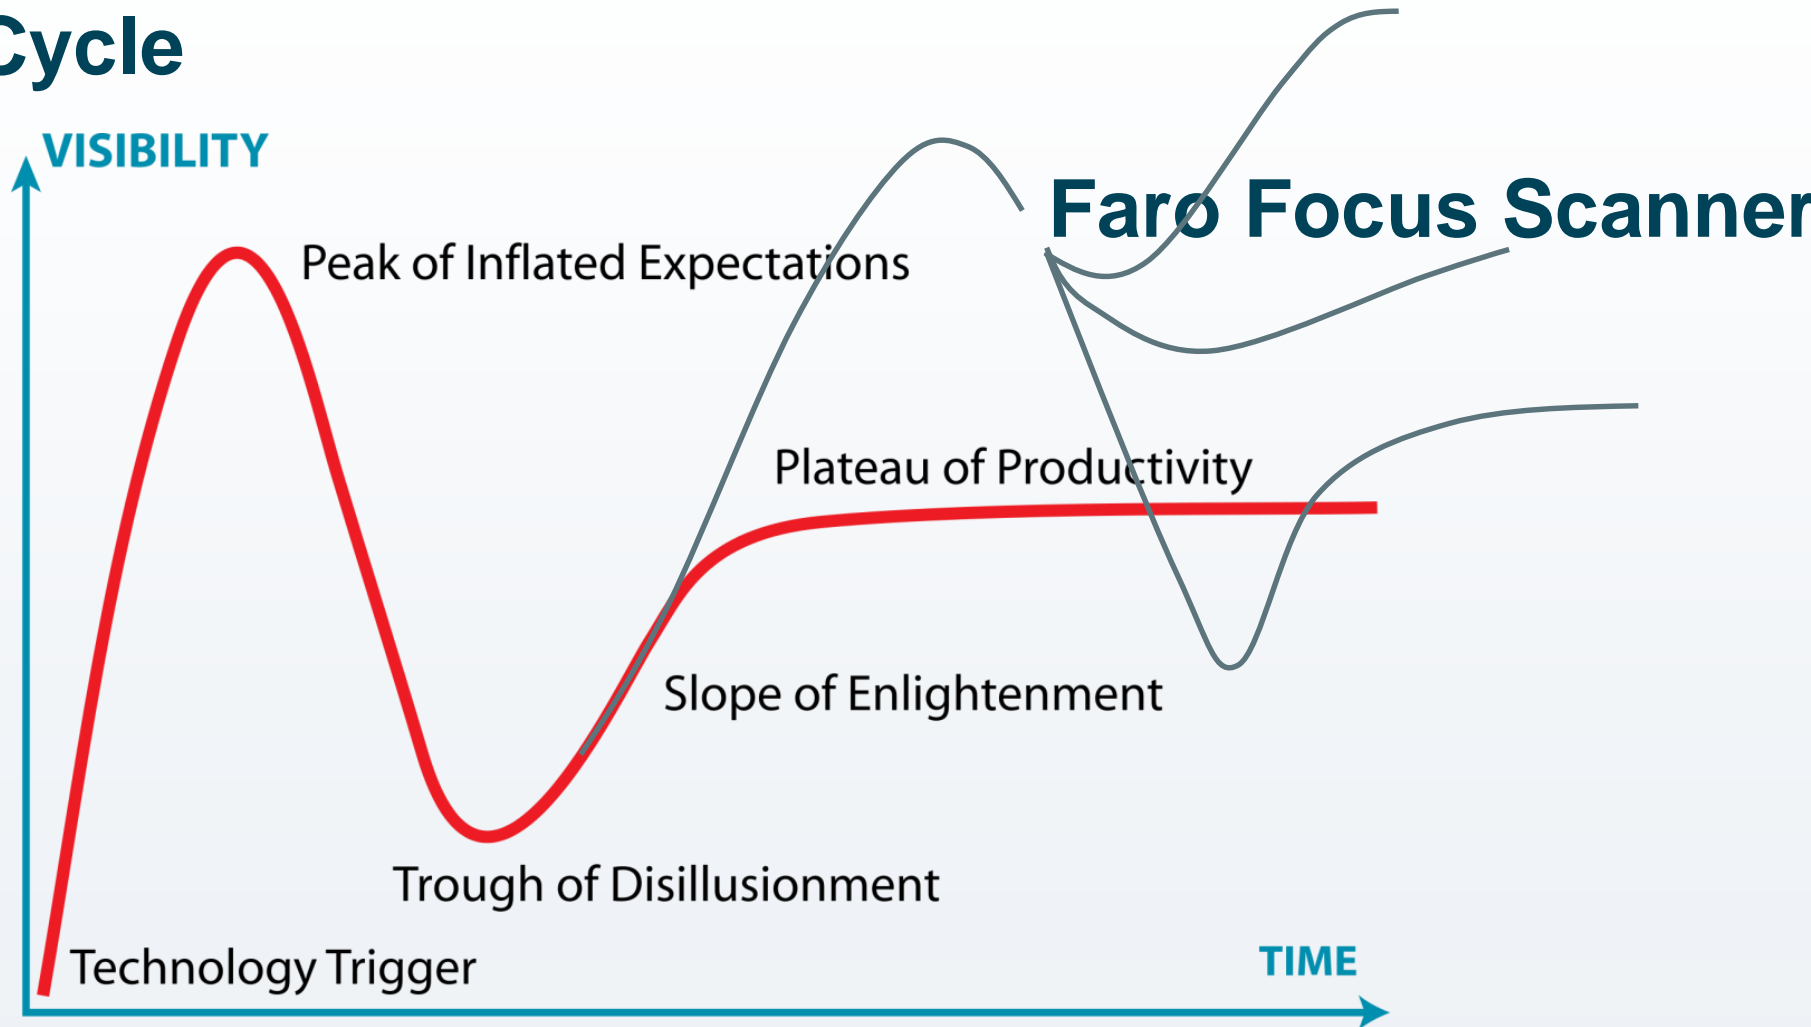 Cycle
VISIBILITY
Faro Focus Scanner
Peak of Inflated Expectations
Plateau of Productivity
Slope of Enlightenment
Trough of Disillusionment
TIME
Technology Trigger